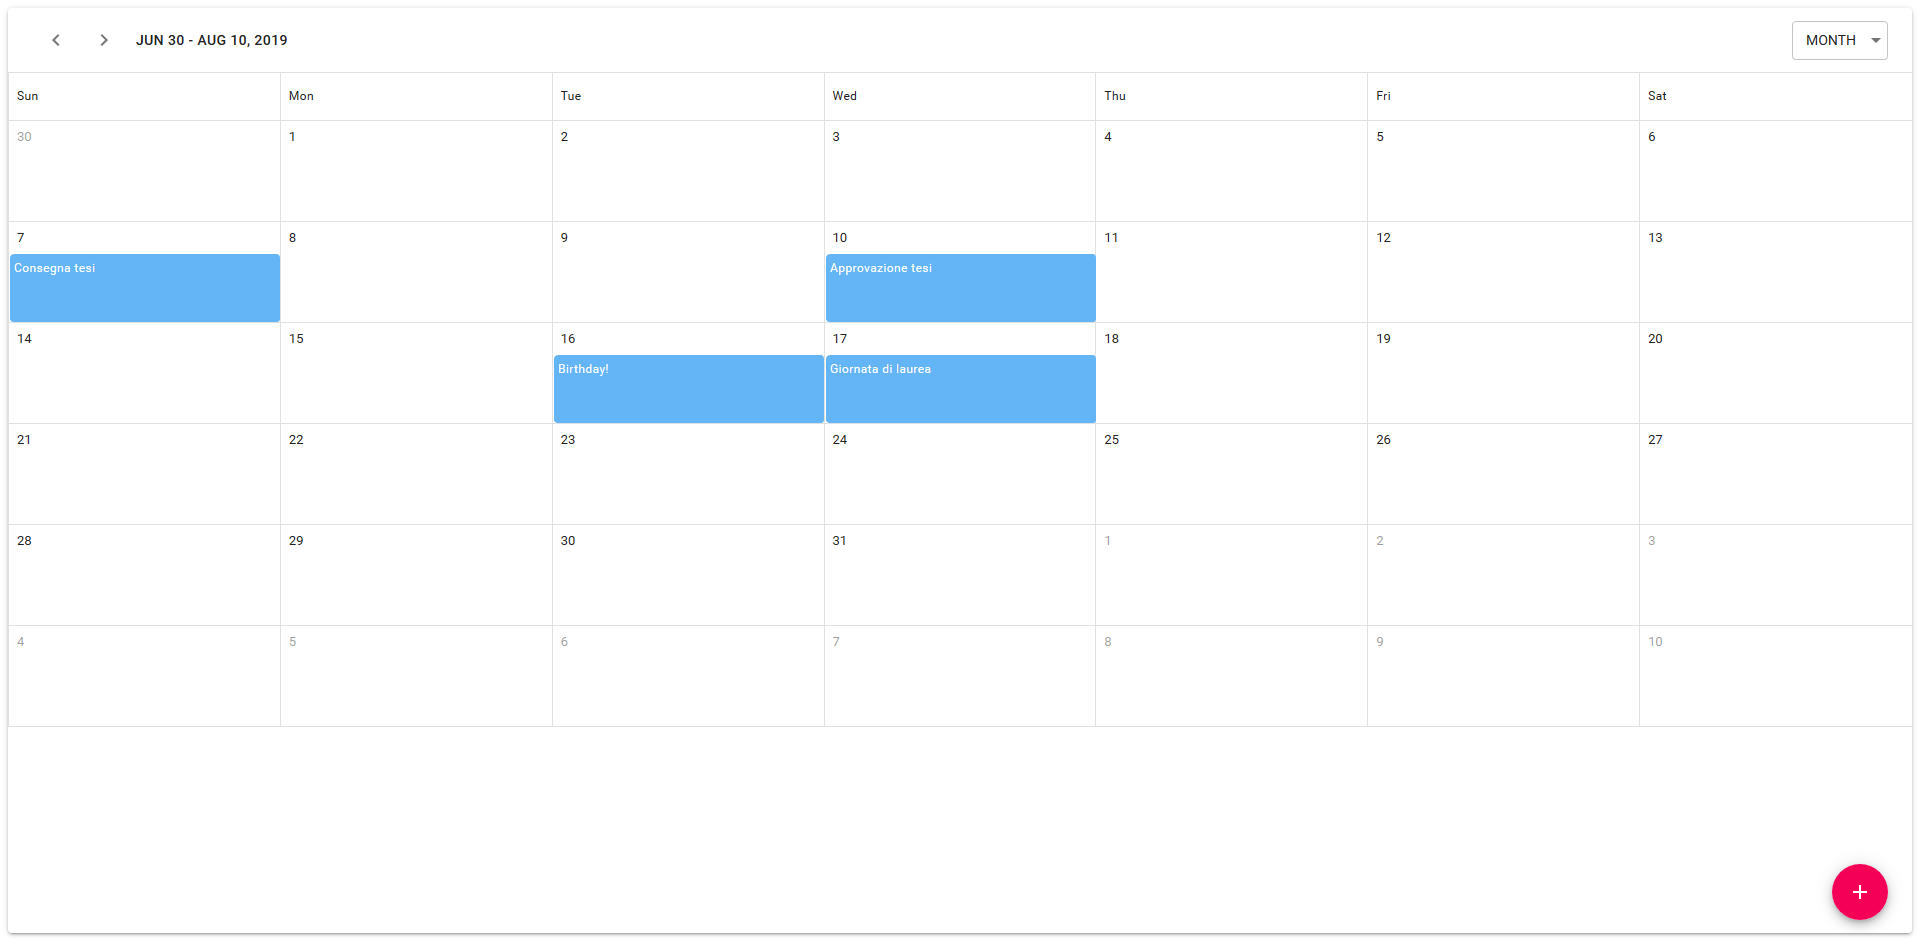 JUN 30 - AUG 10, 2019
MONTH
Sun Mon Tue Wed Thu Fri Sat
30 1 2 3 4 5 6
7 8 9 10 11 12 13
Consegna tesi Approvazione tesi
14 15 16 17 18 19 20
Birthday! Giornata di laurea
21 22 23 24 25 26 27
28 29 30 31 1 2 3
4 5 6 7 8 9 10